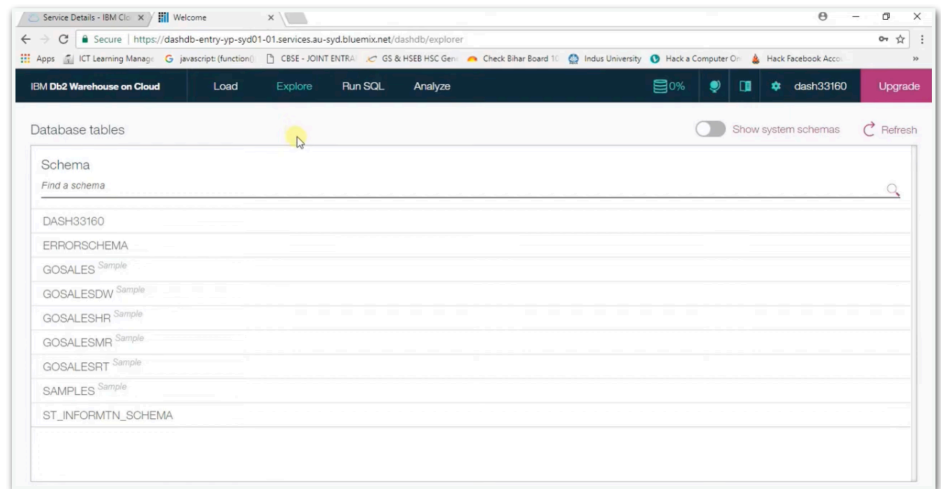 Service Details - IBM Clo
Welcome
Secure | https://dashdb-entry-yp-syd01-01.services.au-syd.bluemix.net/dashdb/explorer
Apps ICT Learning Manage javascript:(function() CBSE - JOINT ENTRA GS & HSEB HSC Gen Check Bihar Board 10 Indus University Hack a Computer On Hack Facebook Acco
IBM Db2 Warehouse on Cloud Load Explore Run SQL Analyze 0% dash33160 Upgrade
Database tables Show system schemas Refresh
Schema
Find a schema
DASH33160
ERRORSCHEMA
GOSALES Sample
GOSALESDW Sample
GOSALESHR Sample
GOSALESMR Sample
GOSALESRT Sample
SAMPLES Sample
ST_INFORMTN_SCHEMA